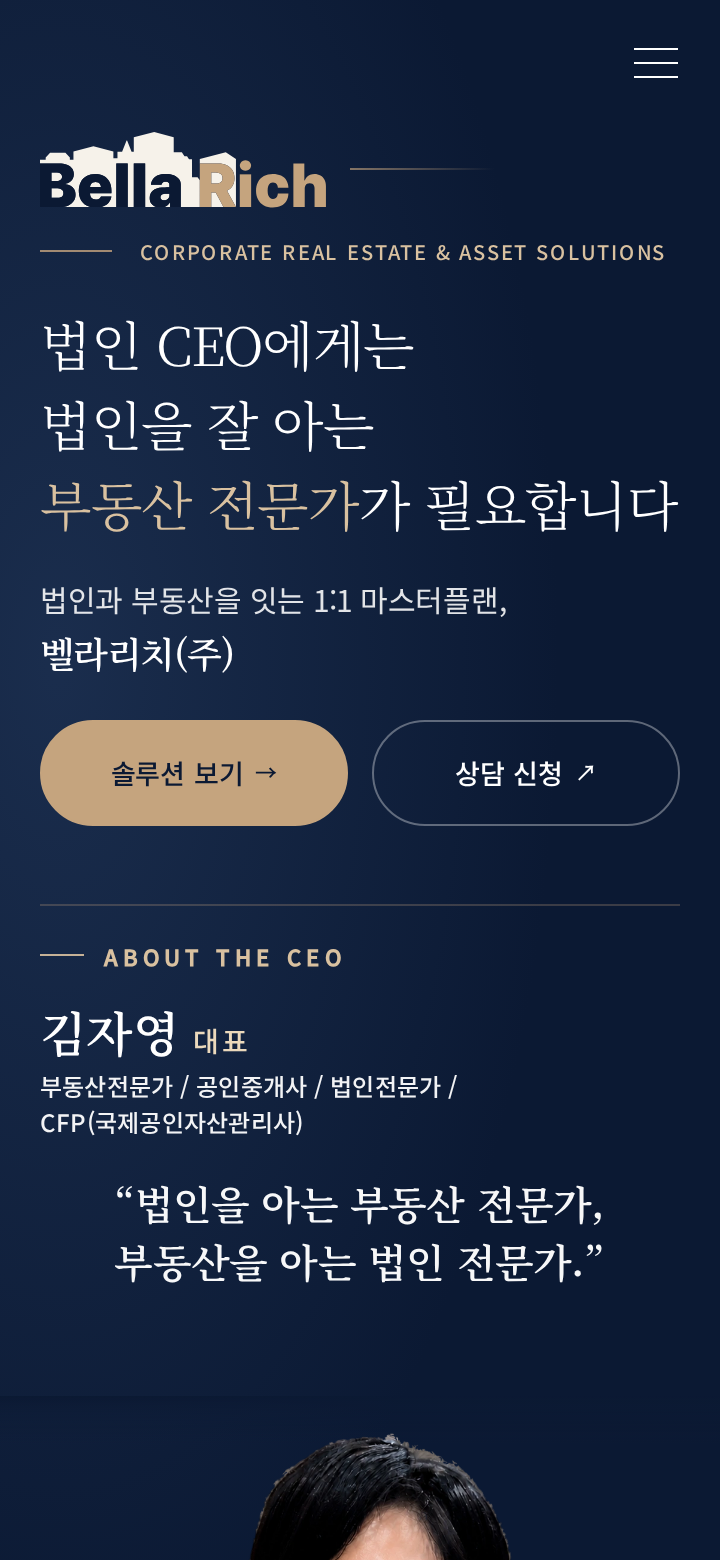 Bella Rich
CORPORATE REAL ESTATE & ASSET SOLUTIONS
법인 CEO에게는
법인을 잘 아는
부동산 전문가가 필요합니다
법인과 부동산을 잇는 1:1 마스터플랜,
벨라리치(주)
솔루션 보기 →
상담 신청 ↗
ABOUT THE CEO
김자영 대표
부동산전문가 / 공인중개사 / 법인전문가 /
CFP(국제공인자산관리사)
“법인을 아는 부동산 전문가,
부동산을 아는 법인 전문가.”